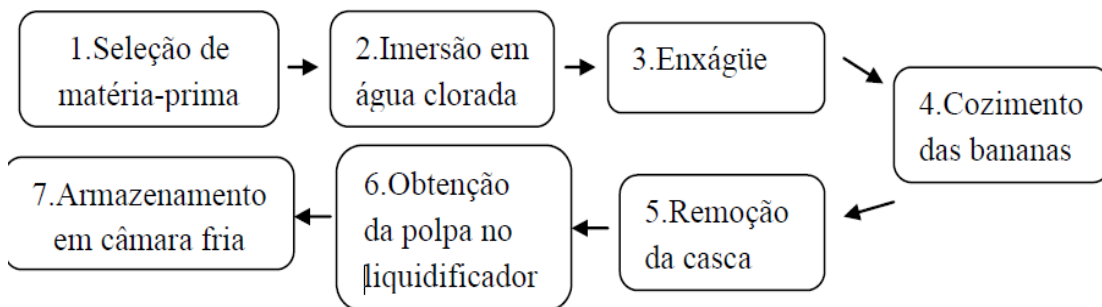 1.Seleção de
matéria-prima
2.Imersão em
água clorada
3.Enxágüe
4.Cozimento
das bananas
5.Remoção
da casca
6.Obtenção
da polpa no
liquidificador
7.Armazenamento
em câmara fria